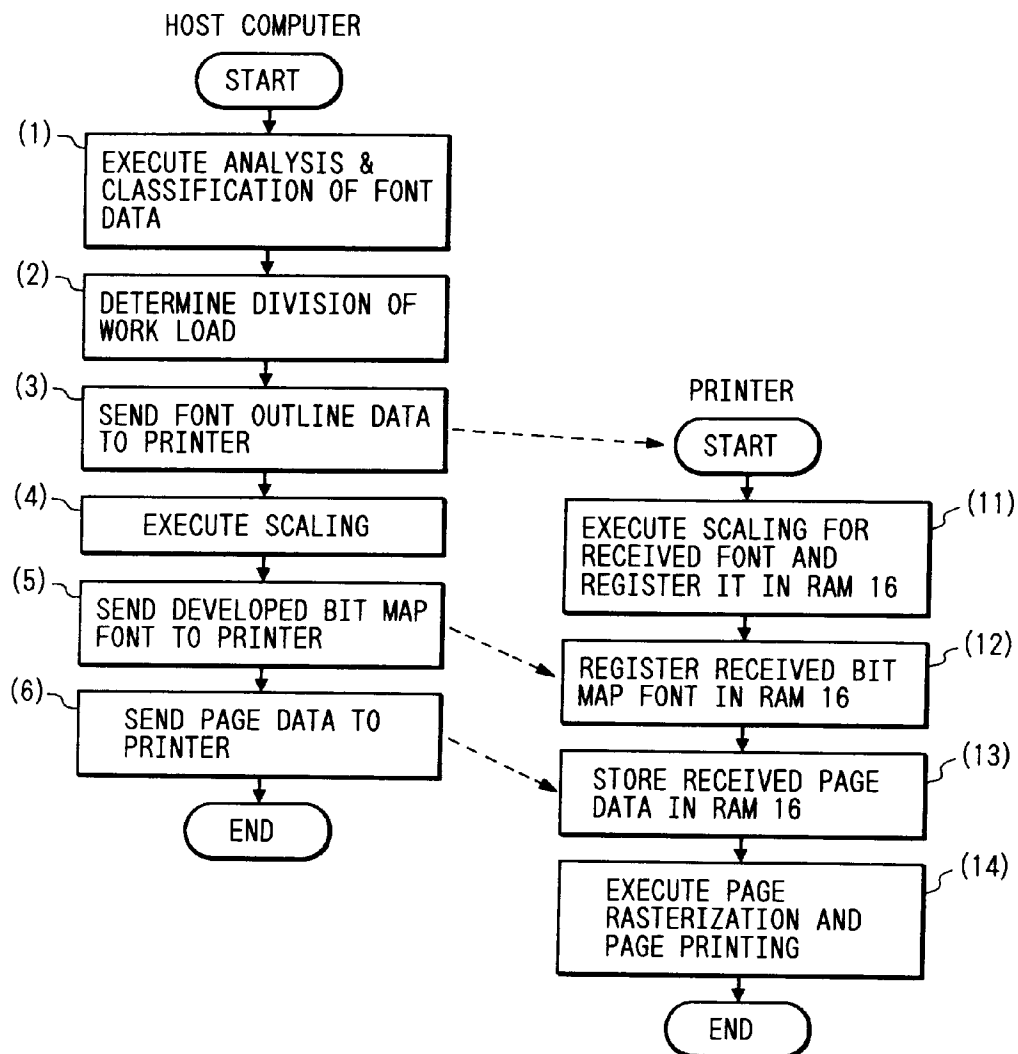 HOST COMPUTER
START
(1)
EXECUTE ANALYSIS &
CLASSIFICATION OF FONT
DATA
(2)
DETERMINE DIVISION OF
WORK LOAD
(3)
SEND FONT OUTLINE DATA
TO PRINTER
(4)
EXECUTE SCALING
(5)
SEND DEVELOPED BIT MAP
FONT TO PRINTER
(6)
SEND PAGE DATA TO
PRINTER
END
PRINTER
START
(11)
EXECUTE SCALING FOR
RECEIVED FONT AND
REGISTER IT IN RAM 16
(12)
REGISTER RECEIVED BIT
MAP FONT IN RAM 16
(13)
STORE RECEIVED PAGE
DATA IN RAM 16
(14)
EXECUTE PAGE
RASTERIZATION AND
PAGE PRINTING
END